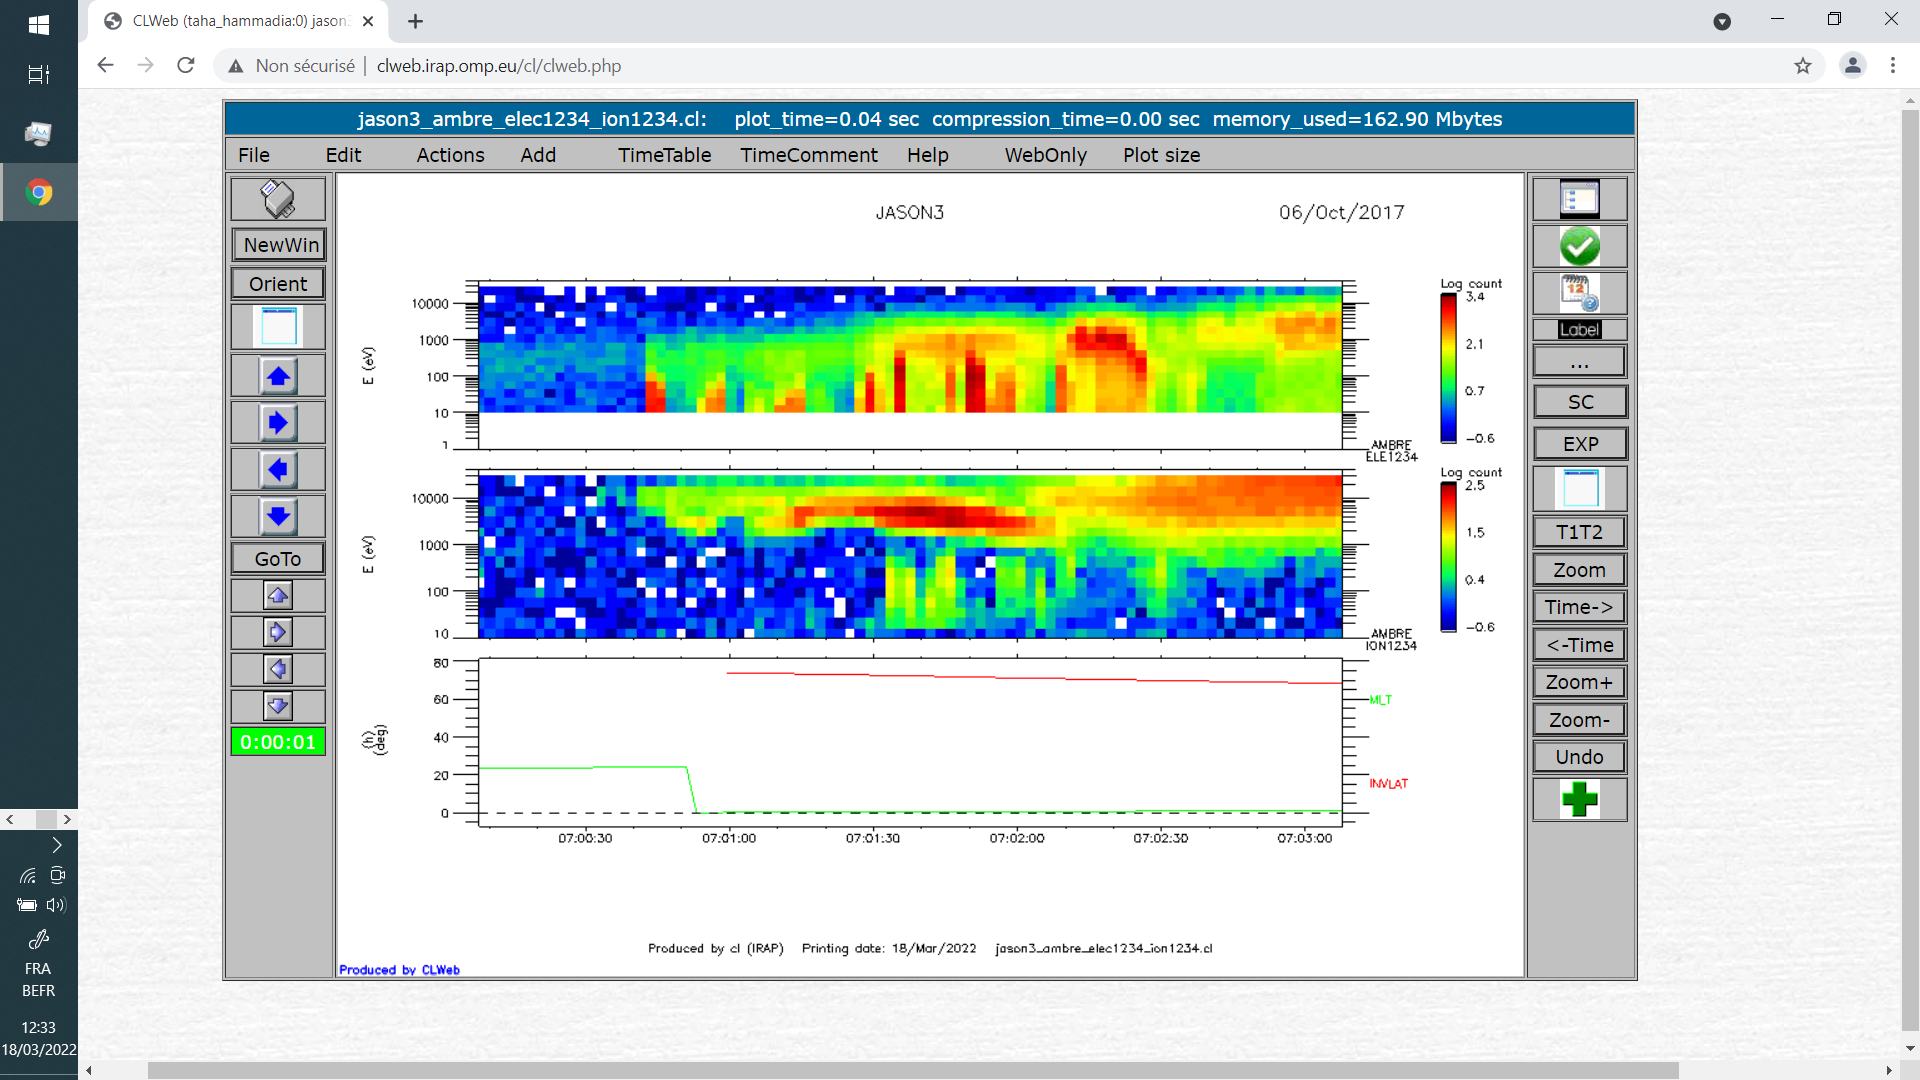 CLWeb (taha_hammadia:0) jason3
Non sécurisé | clweb.irap.omp.eu/cl/clweb.php
jason3_ambre_elec1234_ion1234.cl: plot_time=0.04 sec compression_time=0.00 sec memory_used=162.90 Mbytes
File Edit Actions Add TimeTable TimeComment Help WebOnly Plot size
NewWin
Orient
GoTo
0:00:01
JASON3 06/Oct/2017
E (eV)
10000
1000
100
10
1
AMBRE
ELE1234
Log count
3.4
2.1
0.7
-0.6
E (eV)
10000
1000
100
10
AMBRE
ION1234
Log count
2.5
1.5
0.4
-0.6
(h)
(deg)
80
60
40
20
0
MLT
INVLAT
07:00:30 07:01:00 07:01:30 07:02:00 07:02:30 07:03:00
Produced by cl (IRAP) Printing date: 18/Mar/2022 jason3_ambre_elec1234_ion1234.cl
Produced by CLWeb
12
Label
...
SC
EXP
T1T2
Zoom
Time->
<-Time
Zoom+
Zoom-
Undo
FRA
BEFR
12:33
18/03/2022